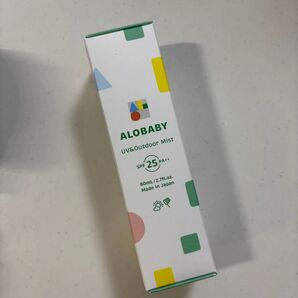 ALOBABY
UV&Outdoor Mist
SPF 25 PA++
80mL/2.7fl.oz.
Made in Japan